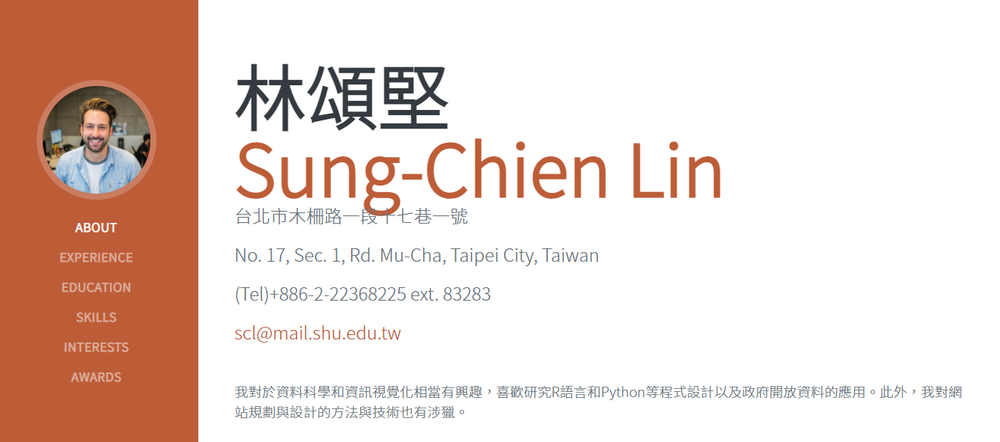 ABOUT
EXPERIENCE
EDUCATION
SKILLS
INTERESTS
AWARDS
林頌堅
Sung-Chien Lin
台北市木柵路一段十七巷一號
No. 17, Sec. 1, Rd. Mu-Cha, Taipei City, Taiwan
(Tel)+886-2-22368225 ext. 83283
scl@mail.shu.edu.tw
我對於資料科學和資訊視覺化相當有興趣，喜歡研究R語言和Python等程式設計以及政府開放資料的應用。此外，我對網
站規劃與設計的方法與技術也有涉獵。